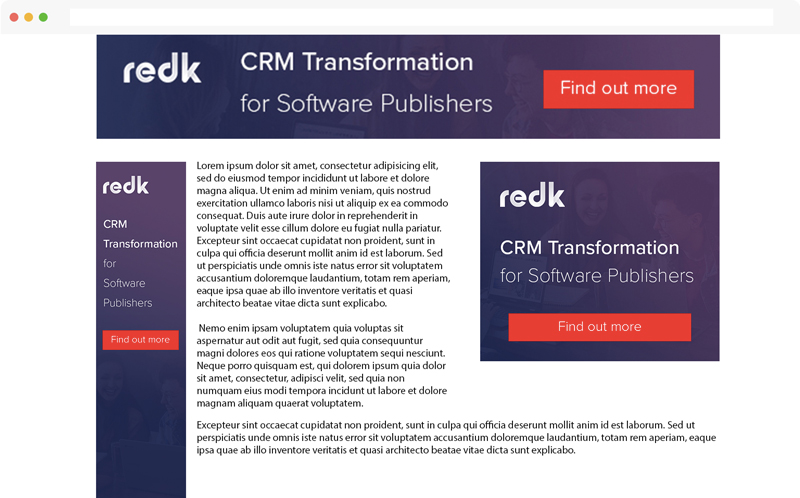 redk
CRM Transformation
for Software Publishers
Find out more
redk
CRM
Transformation
for
Software
Publishers
Find out more
Lorem ipsum dolor sit amet, consectetur adipisicing elit,
sed do eiusmod tempor incididunt ut labore et dolore
magna aliqua. Ut enim ad minim veniam, quis nostrud
exercitation ullamco laboris nisi ut aliquip ex ea commodo
consequat. Duis aute irure dolor in reprehenderit in
voluptate velit esse cillum dolore eu fugiat nulla pariatur.
Excepteur sint occaecat cupidatat non proident, sunt in
culpa qui officia deserunt mollit anim id est laborum. Sed
ut perspiciatis unde omnis iste natus error sit voluptatem
accusantium doloremque laudantium, totam rem aperiam,
eaque ipsa quae ab illo inventore veritatis et quasi
architecto beatae vitae dicta sunt explicabo.
Nemo enim ipsam voluptatem quia voluptas sit
aspernatur aut odit aut fugit, sed quia consequuntur
magni dolores eos qui ratione voluptatem sequi nesciunt.
Neque porro quisquam est, qui dolorem ipsum quia dolor
sit amet, consectetur, adipisci velit, sed quia non
numquam eius modi tempora incidunt ut labore et dolore
magnam aliquam quaerat voluptatem.
redk
CRM Transformation
for Software Publishers
Find out more
Excepteur sint occaecat cupidatat non proident, sunt in culpa qui officia deserunt mollit anim id est laborum. Sed ut
perspiciatis unde omnis iste natus error sit voluptatem accusantium doloremque laudantium, totam rem aperiam, eaque
ipsa quae ab illo inventore veritatis et quasi architecto beatae vitae dicta sunt explicabo.